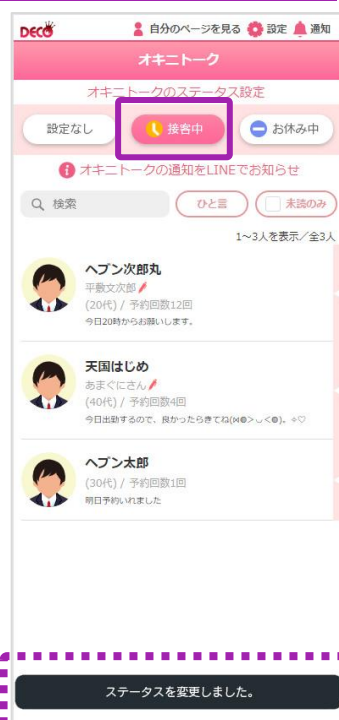 DECO 自分のページを見る 設定 通知
オキニトーク
オキニトークのステータス設定
設定なし 接客中 お休み中
オキニトークの通知をLINEでお知らせ
検索 ひと言 未読のみ
1～3人を表示／全3人
ヘブン次郎丸
平敷文次郎
(20代) / 予約回数12回
今日20時からお願いします。
天国はじめ
あまぐにさん
(40代) / 予約回数4回
今日出勤するので、良かったらきてね
ヘブン太郎
(30代) / 予約回数1回
明日予約いれました
ステータスを変更しました。